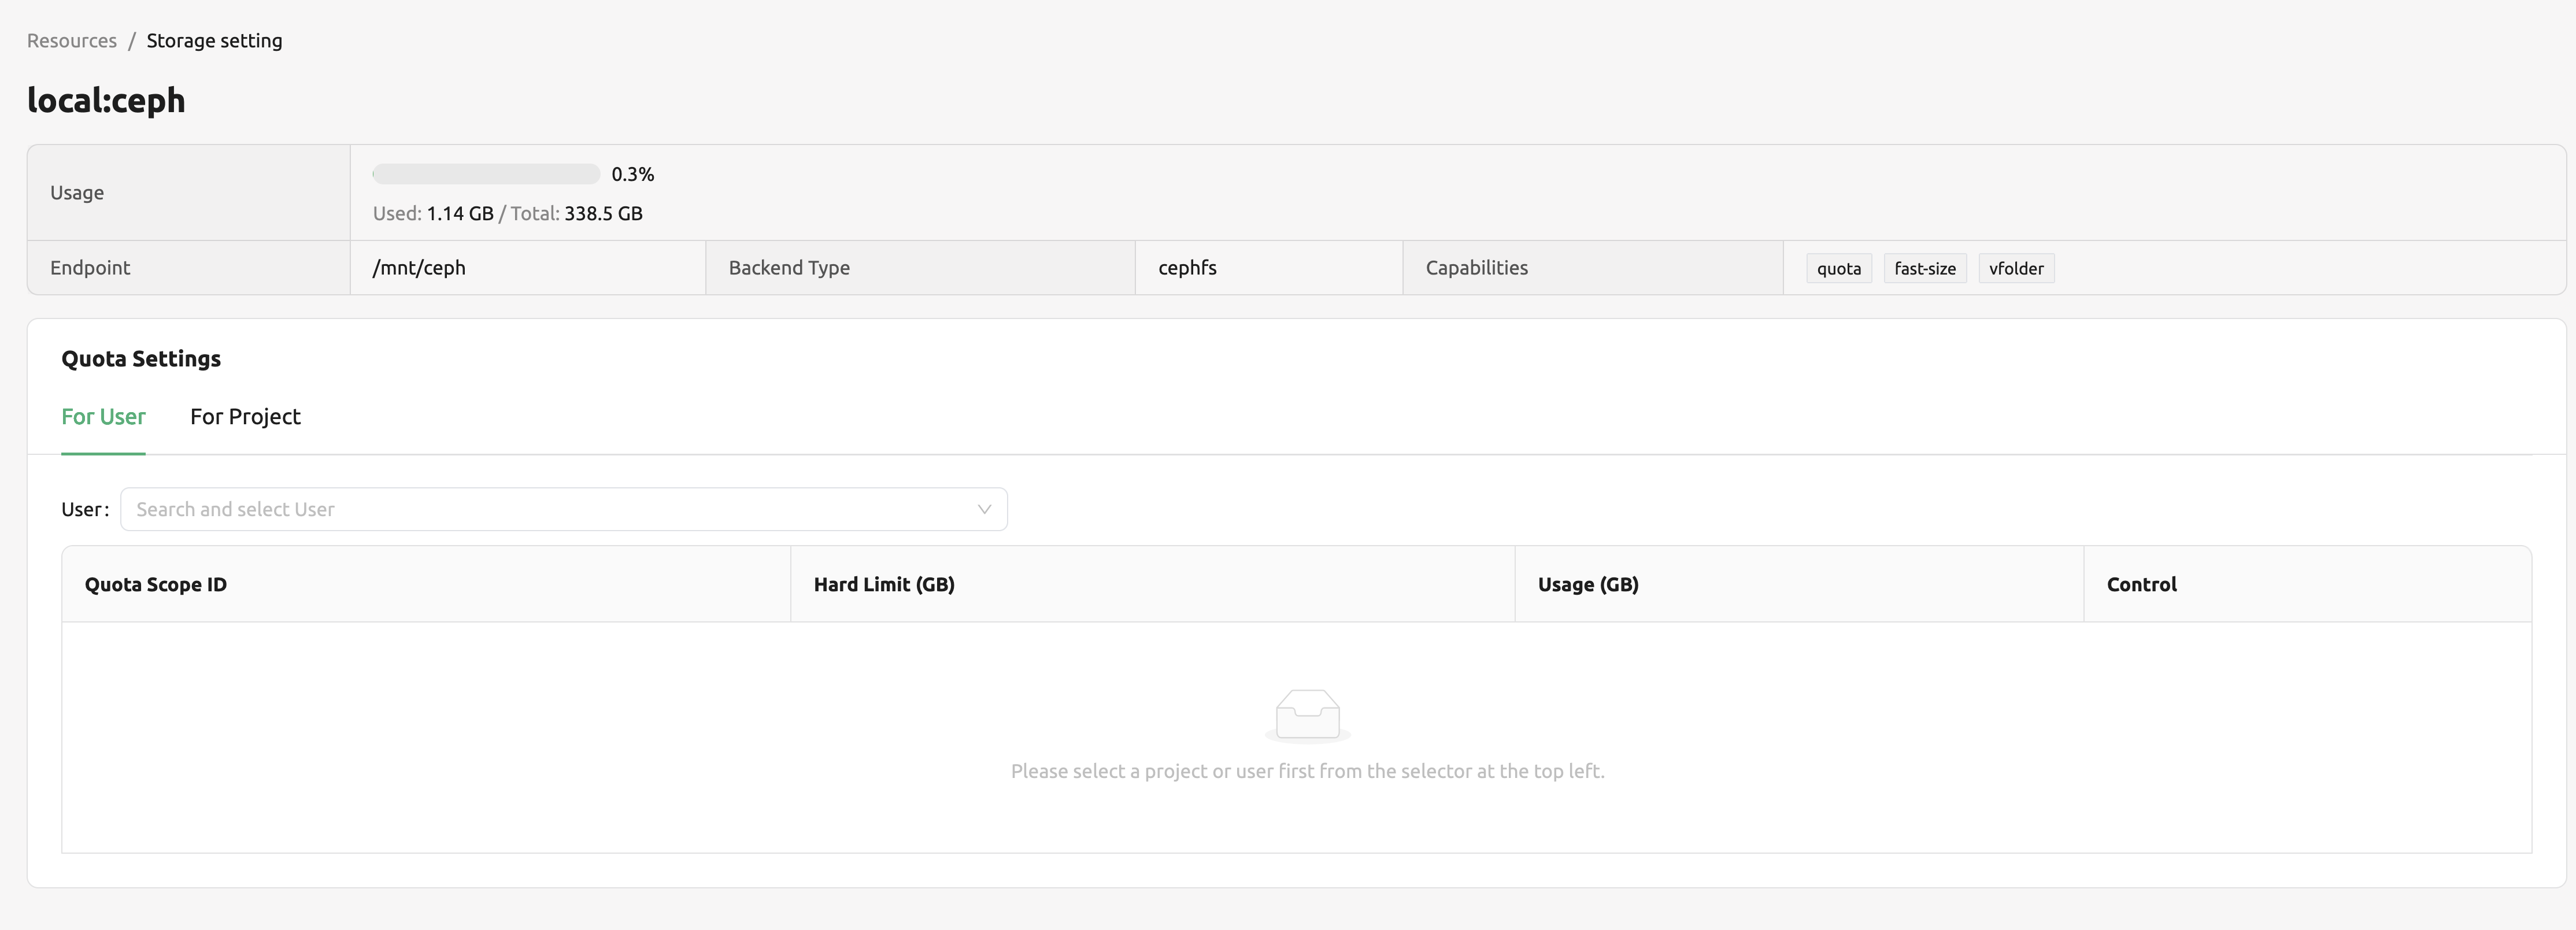 Resources / Storage setting
local:ceph
Usage
0.3%
Used: 1.14 GB / Total: 338.5 GB
Endpoint /mnt/ceph Backend Type cephfs Capabilities quota fast-size vfolder
Quota Settings
For User For Project
User: Search and select User
Quota Scope ID Hard Limit (GB) Usage (GB) Control
Please select a project or user first from the selector at the top left.